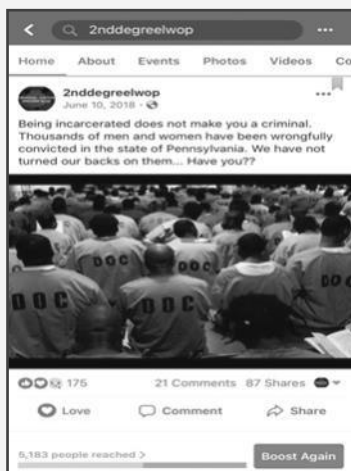 2nddegreelwop
Home About Events Photos Videos Co
2nddegreelwop
June 10, 2018
Being incarcerated does not make you a criminal.
Thousands of men and women have been wrongfully
convicted in the state of Pennsylvania. We have not
turned our backs on them... Have you??
DOC DOC
DOC DOC DOC
175 21 Comments 87 Shares
Love Comment Share
5,183 people reached >
Boost Again